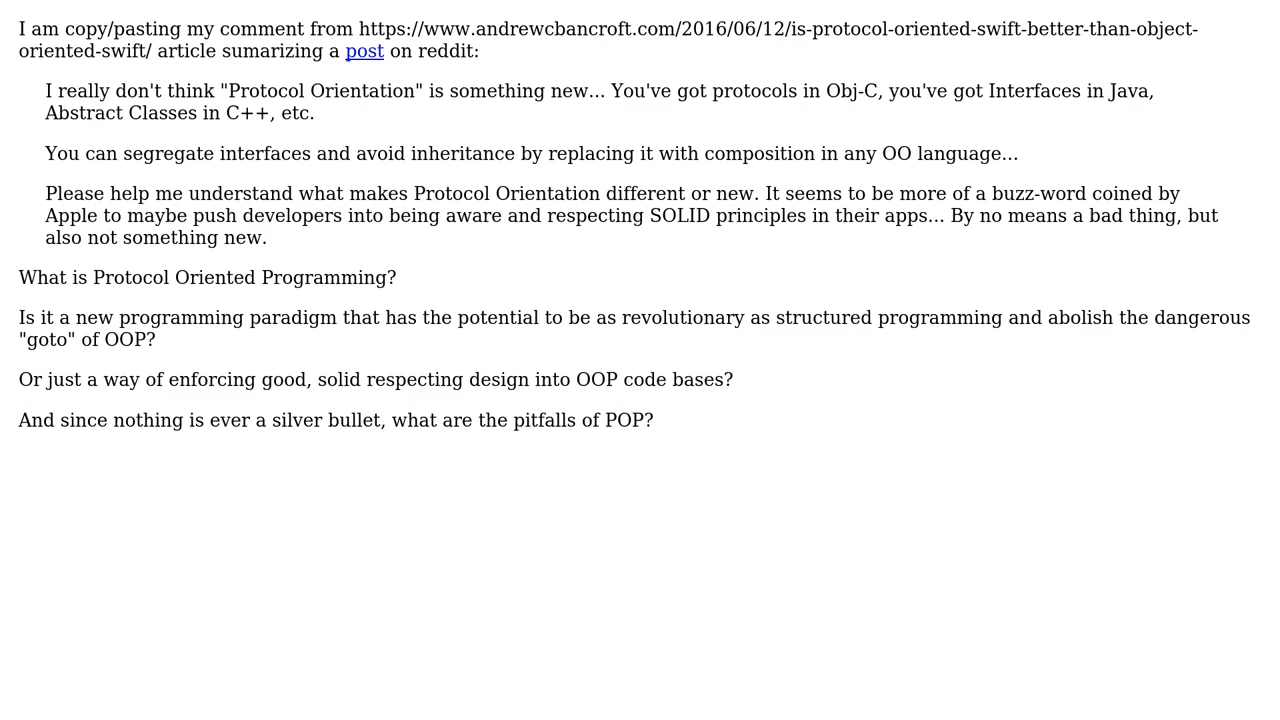 I am copy/pasting my comment from https://www.andrewcbancroft.com/2016/06/12/is-protocol-oriented-swift-better-than-object-
oriented-swift/ article sumarizing a post on reddit:
I really don't think "Protocol Orientation" is something new... You've got protocols in Obj-C, you've got Interfaces in Java,
Abstract Classes in C++, etc.
You can segregate interfaces and avoid inheritance by replacing it with composition in any OO language...
Please help me understand what makes Protocol Orientation different or new. It seems to be more of a buzz-word coined by
Apple to maybe push developers into being aware and respecting SOLID principles in their apps... By no means a bad thing, but
also not something new.
What is Protocol Oriented Programming?
Is it a new programming paradigm that has the potential to be as revolutionary as structured programming and abolish the dangerous
"goto" of OOP?
Or just a way of enforcing good, solid respecting design into OOP code bases?
And since nothing is ever a silver bullet, what are the pitfalls of POP?